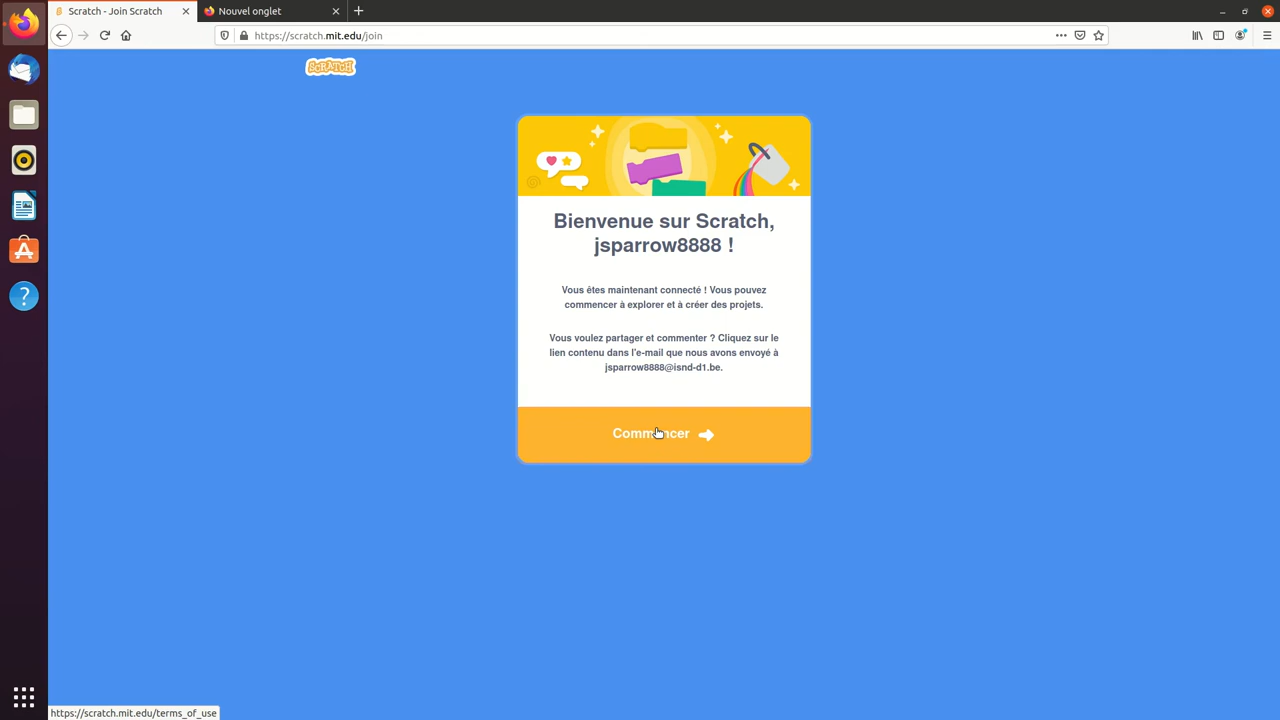 Scratch - Join Scratch
Nouvel onglet
https://scratch.mit.edu/join
SCRATCH
Bienvenue sur Scratch,
jsparrow8888 !
Vous êtes maintenant connecté ! Vous pouvez
commencer à explorer et à créer des projets.
Vous voulez partager et commenter ? Cliquez sur le
lien contenu dans l'e-mail que nous avons envoyé à
jsparrow8888@isnd-d1.be.
Commencer
https://scratch.mit.edu/terms_of_use